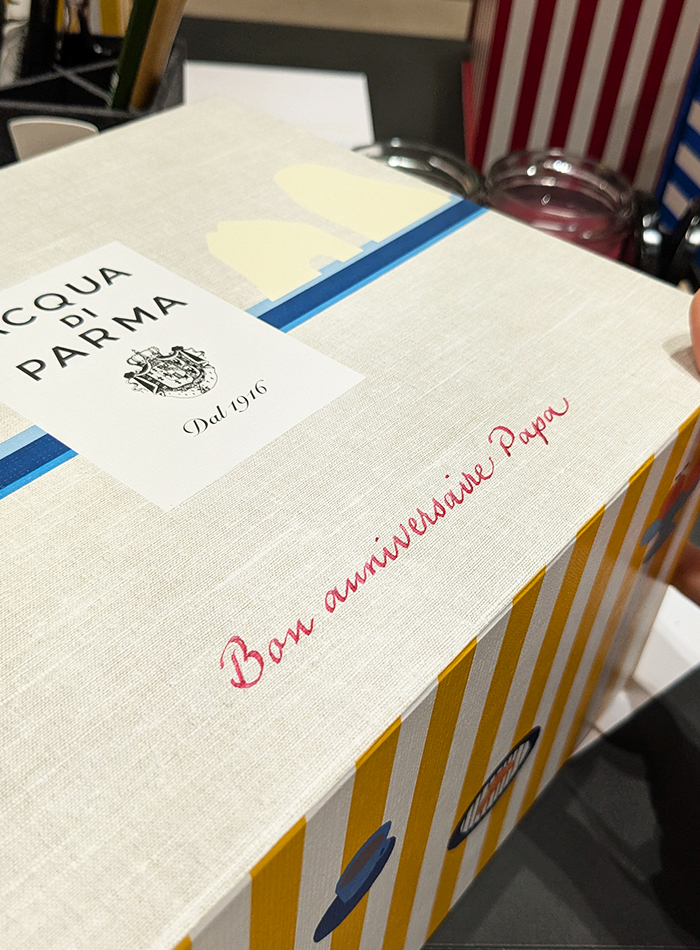 ACQUA
DI
PARMA
Dal 1916
Bon anniversaire Papa